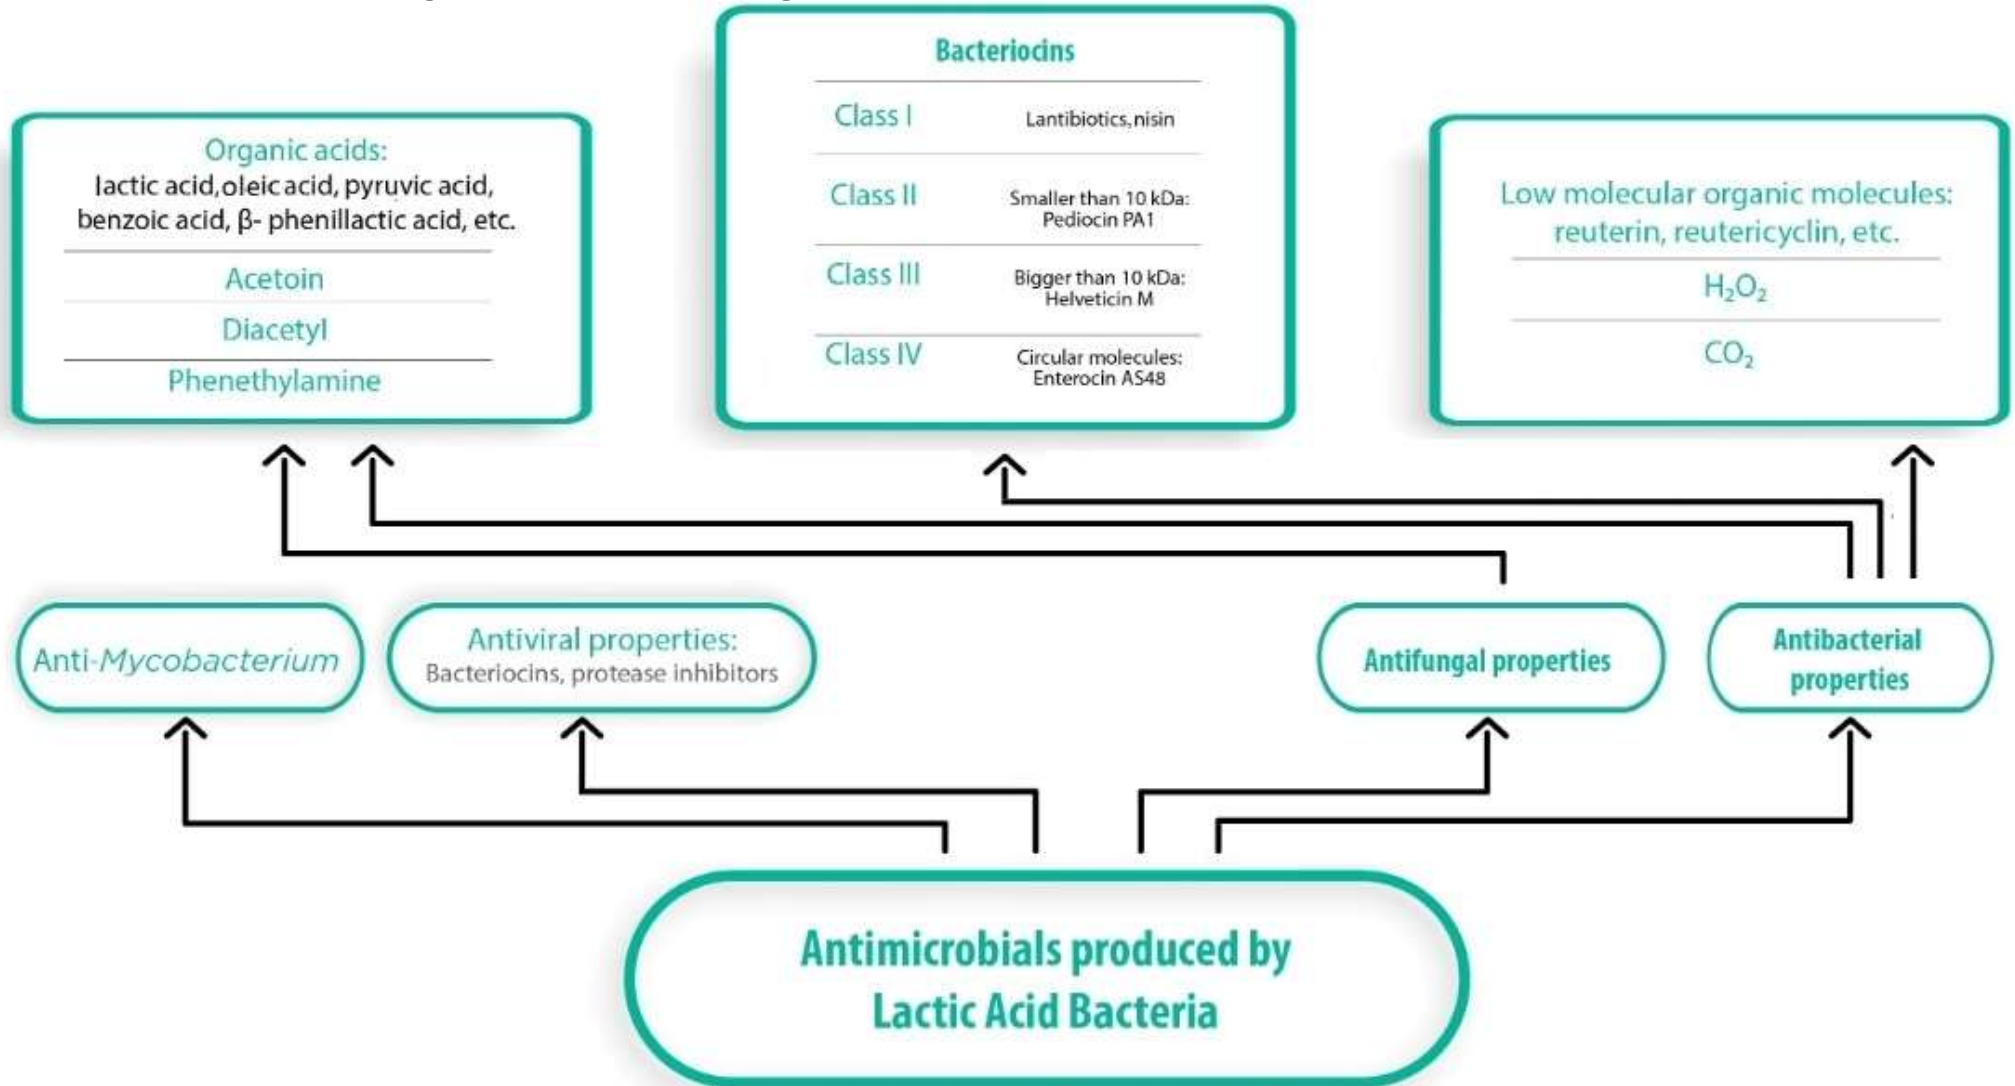 Bacteriocins
Class I
Lantibiotics, nisin
Class II
Smaller than 10 kDa:
Pediocin PA1
Class III
Bigger than 10 kDa:
Helveticin M
Class IV
Circular molecules:
Enterocin AS48
Organic acids:
lactic acid, oleic acid, pyruvic acid,
benzoic acid, β- phenillactic acid, etc.
Acetoin
Diacetyl
Phenethylamine
Low molecular organic molecules:
reuterin, reutericyclin, etc.
H₂O₂
CO₂
Anti-Mycobacterium
Antiviral properties:
Bacteriocins, protease inhibitors
Antifungal properties
Antibacterial
properties
Antimicrobials produced by
Lactic Acid Bacteria